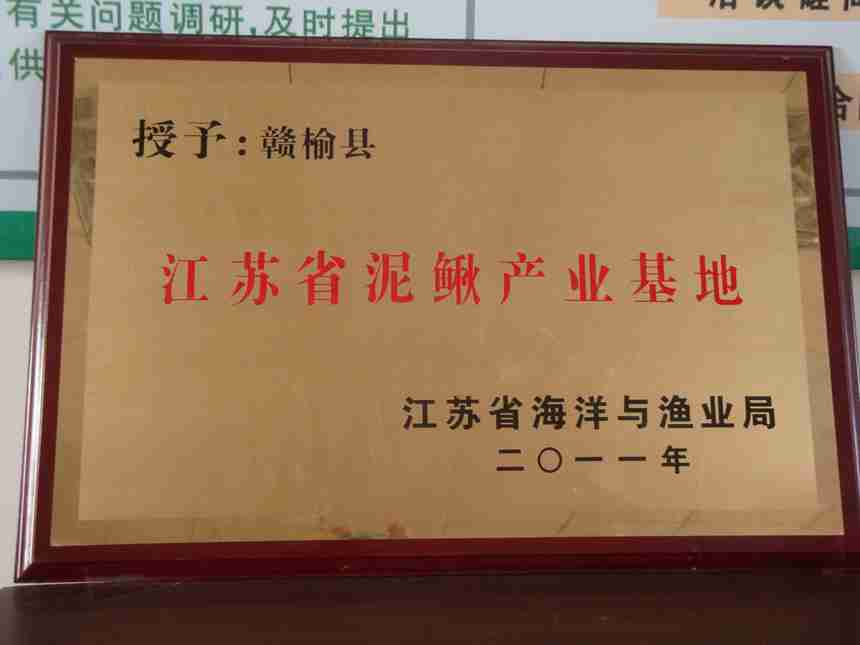 有关问题调研,及时提出
供
授予:赣榆县
江苏省泥鳅产业基地
江苏省海洋与渔业局
二〇一一年